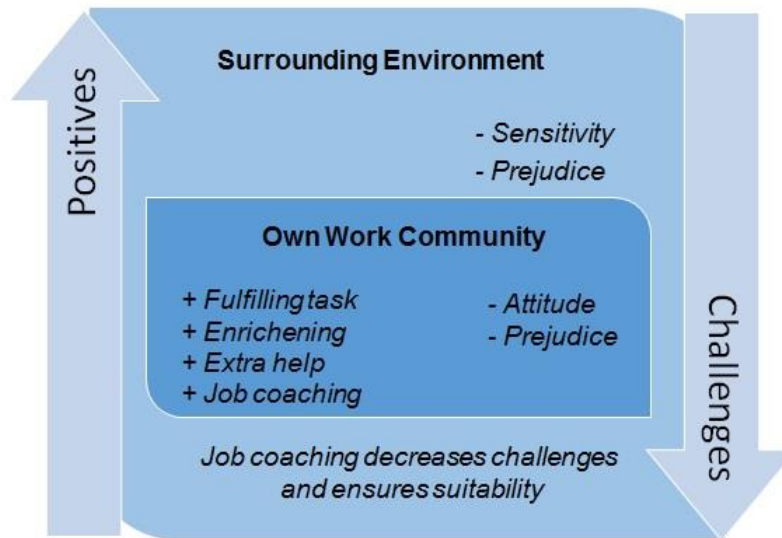 Positives
Surrounding Environment
- Sensitivity
- Prejudice
Own Work Community
+ Fulfilling task
+ Enrichening
+ Extra help
+ Job coaching
- Attitude
- Prejudice
Job coaching decreases challenges
and ensures suitability
Challenges